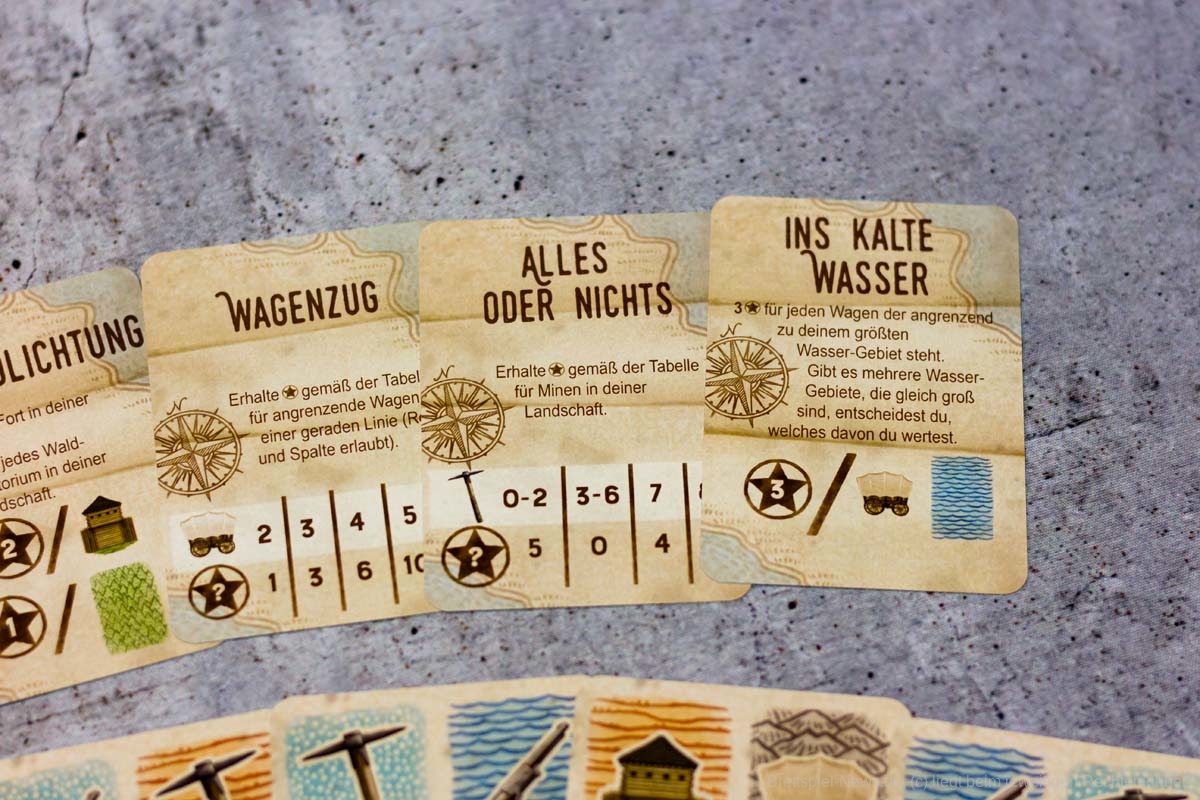 DLICHTUNG
Fort in deiner
jedes Wald-
torium in deiner
dschaft.
2
1
WAGENZUG
Erhalte gemäß der Tabel
für angrenzende Wagen
einer geraden Linie (Re
und Spalte erlaubt).
2 3 4 5
? 1 3 6 10
N
ALLES
ODER NICHTS
Erhalte gemäß der Tabelle
für Minen in deiner
Landschaft.
0-2 3-6 7
? 5 0 4
N
INS KALTE
WASSER
3 für jeden Wagen der angrenzend
zu deinem größten
Wasser-Gebiet steht.
Gibt es mehrere Wasser-
Gebiete, die gleich groß
sind, entscheidest du,
welches davon du wertest.
3
N